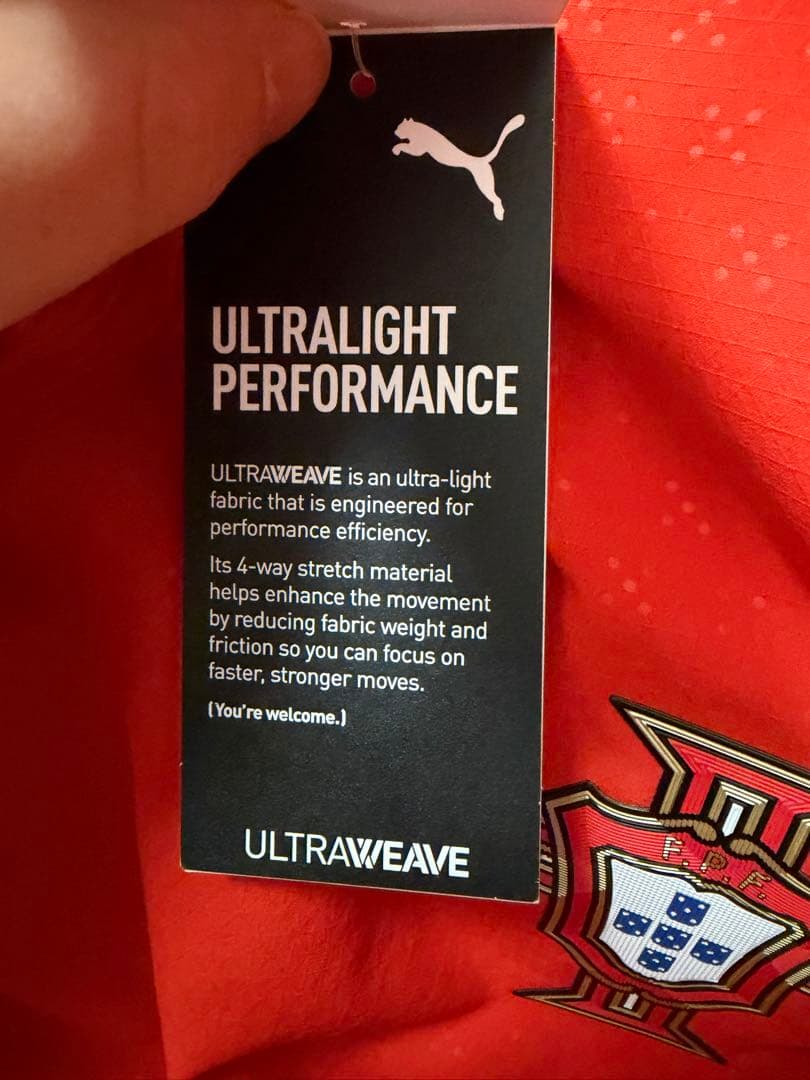 ULTRALIGHT
PERFORMANCE
ULTRAWEAVE is an ultra-light
fabric that is engineered for
performance efficiency.
Its 4-way stretch material
helps enhance the movement
by reducing fabric weight and
friction so you can focus on
faster, stronger moves.
(You're welcome.)
ULTRAWEAVE
F.P.F.